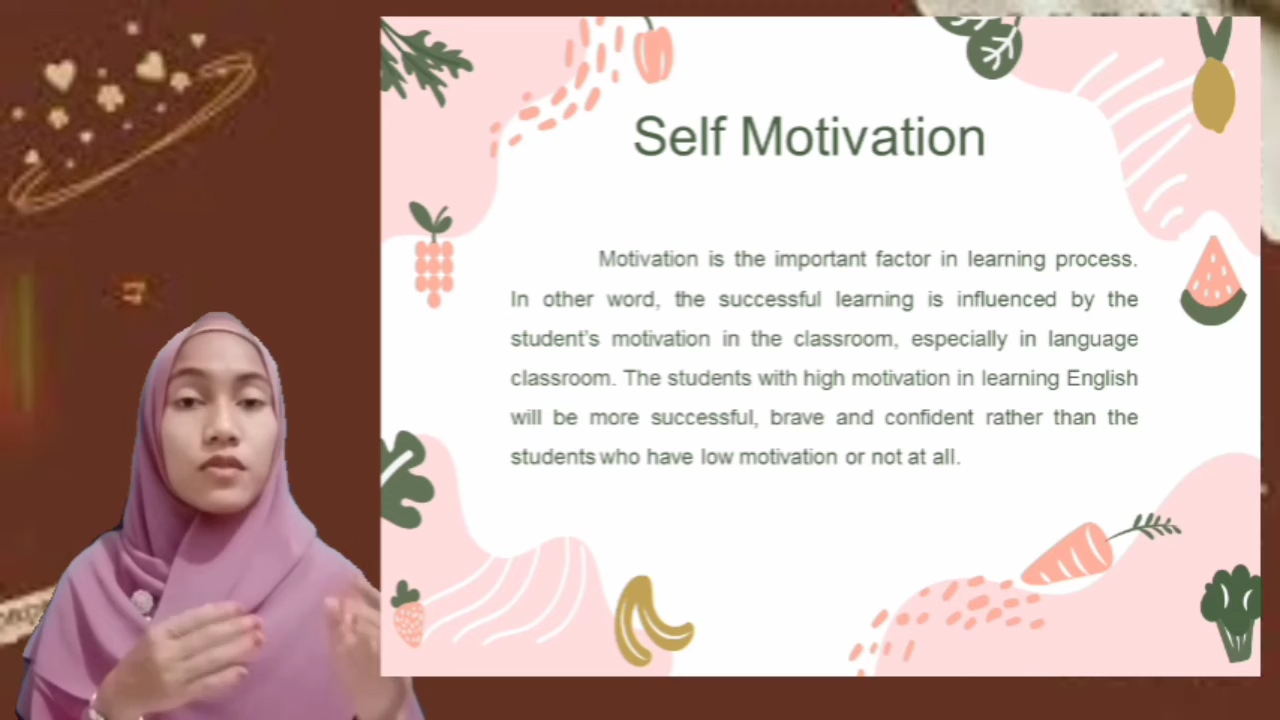 Self Motivation
Motivation is the important factor in learning process.
In other word, the successful learning is influenced by the
student's motivation in the classroom, especially in language
classroom. The students with high motivation in learning English
will be more successful, brave and confident rather than the
students who have low motivation or not at all.